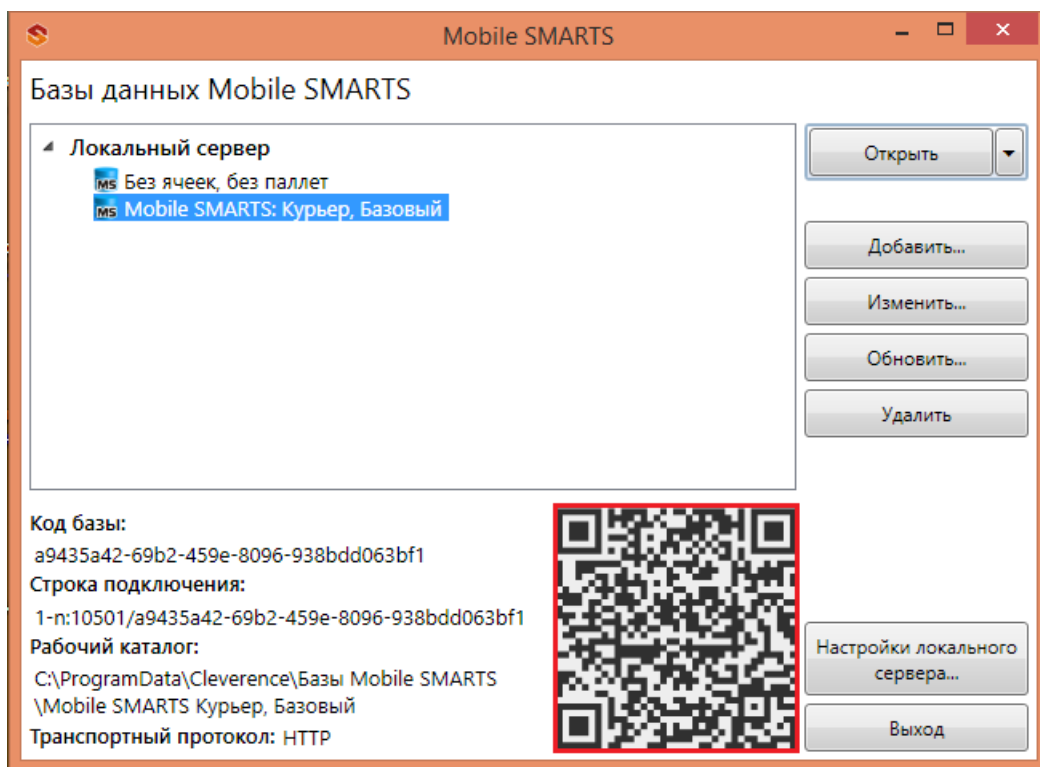 Mobile SMARTS
Базы данных Mobile SMARTS
Локальный сервер
MS Без ячеек, без паллет
MS Mobile SMARTS: Курьер, Базовый
Открыть
Добавить...
Изменить...
Обновить...
Удалить
Код базы:
a9435a42-69b2-459e-8096-938bdd063bf1
Строка подключения:
1-n:10501/a9435a42-69b2-459e-8096-938bdd063bf1
Рабочий каталог:
C:\ProgramData\Cleverence\Базы Mobile SMARTS
\Mobile SMARTS Курьер, Базовый
Транспортный протокол: HTTP
Настройки локального
сервера...
Выход